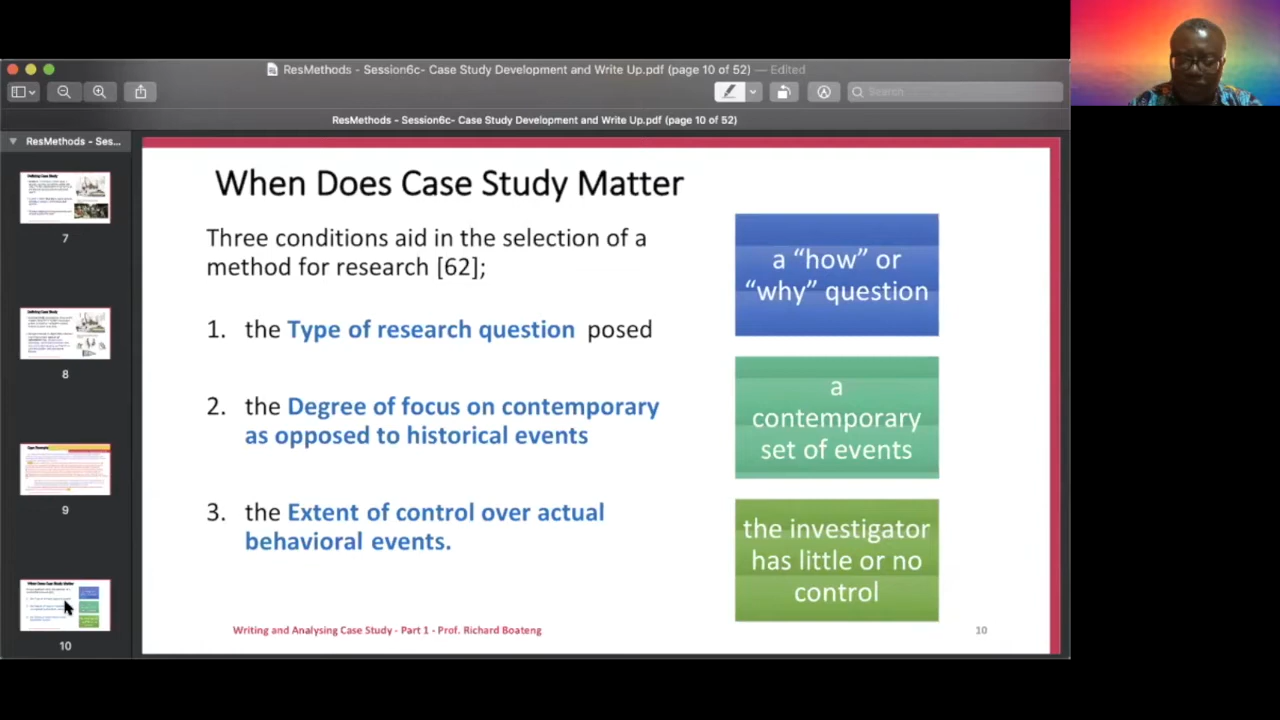 ResMethods - Session6c- Case Study Development and Write Up.pdf (page 10 of 52) — Edited
Search
ResMethods - Session6c- Case Study Development and Write Up.pdf (page 10 of 52)
ResMethods - Ses...
7
8
9
10
When Does Case Study Matter
Three conditions aid in the selection of a
method for research [62];
1. the Type of research question posed
2. the Degree of focus on contemporary
as opposed to historical events
3. the Extent of control over actual
behavioral events.
a “how” or
“why” question
a
contemporary
set of events
the investigator
has little or no
control
Writing and Analysing Case Study - Part 1 - Prof. Richard Boateng
10